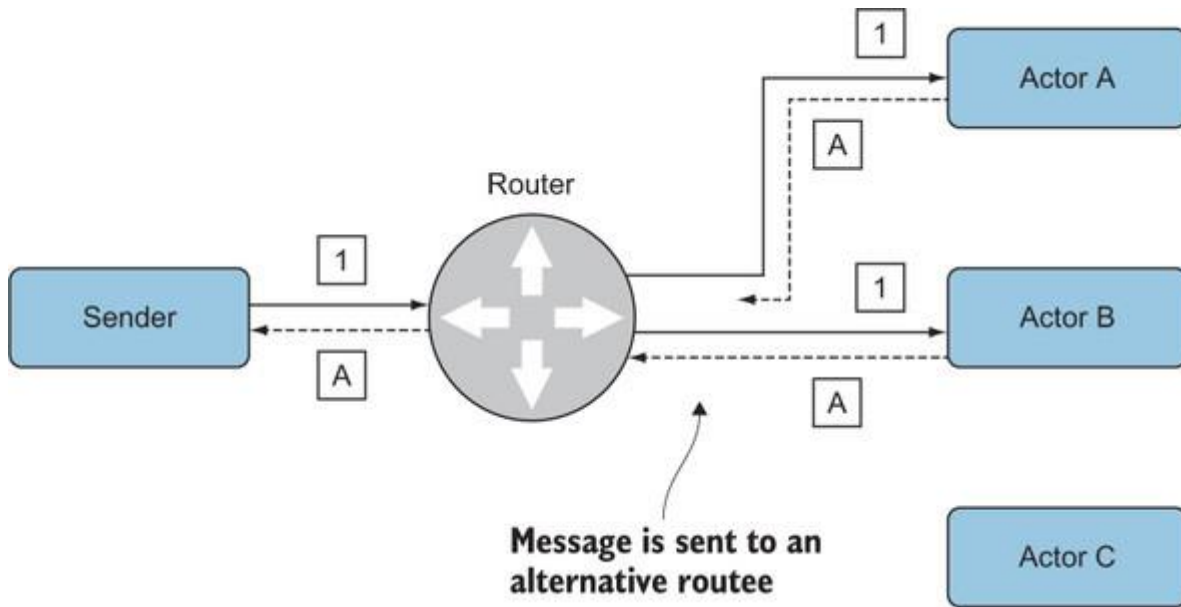 1
Actor A
A
Router
1
1
Sender
Actor B
A
A
Message is sent to an
alternative routee
Actor C